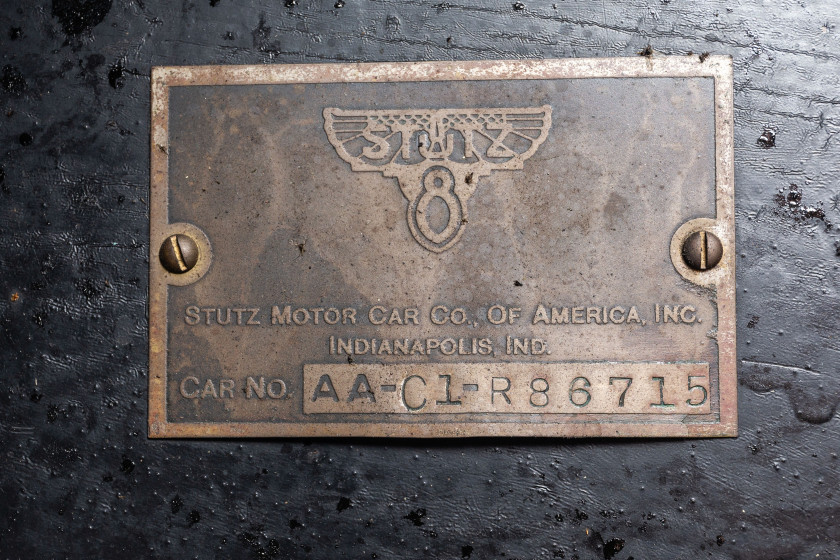 STUTZ
8
STUTZ MOTOR CAR CO., OF AMERICA, INC.
INDIANAPOLIS, IND.
CAR NO. AA-C1-R86715